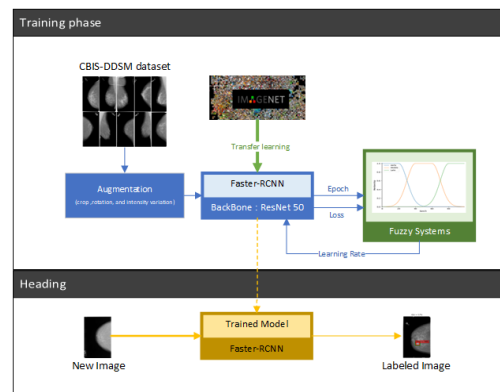 Training phase
CBIS-DDSM dataset
IMAGENET
Transfer learning
Augmentation
(crop ,rotation, and intensity variation)
Faster-RCNN
BackBone : ResNet 50
Epoch
Loss
Fuzzy Systems
Learning Rate
Heading
Trained Model
Faster-RCNN
New Image
Labeled Image